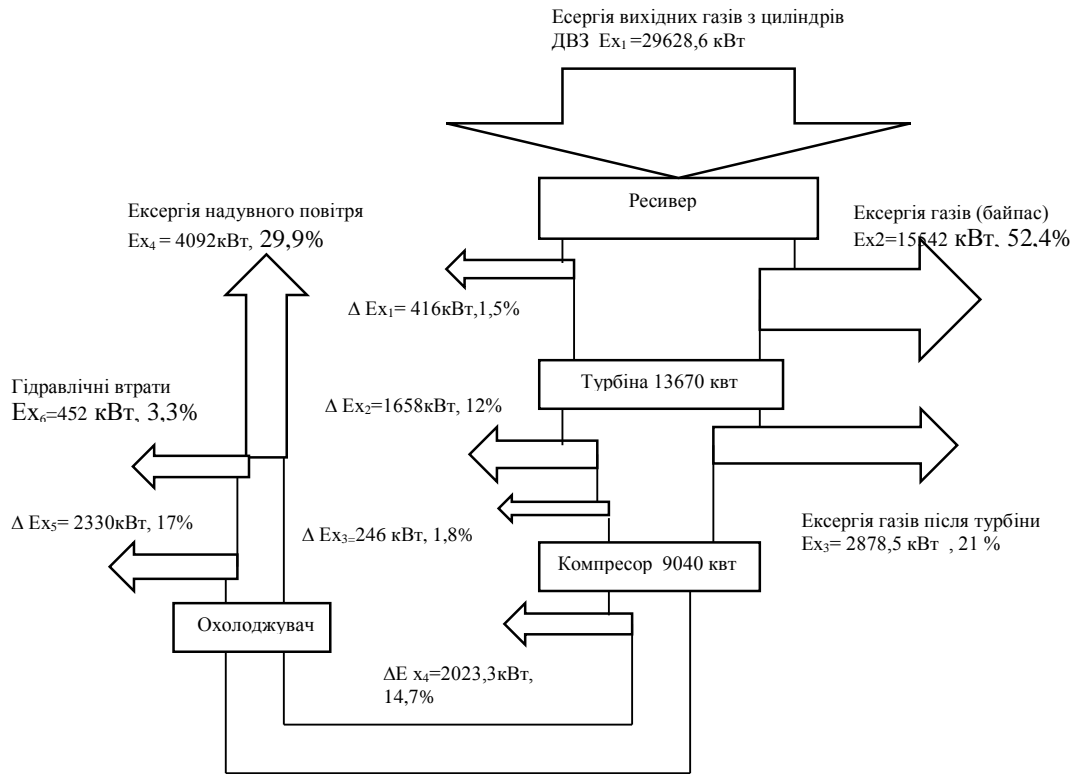 Есергія вихідних газів з циліндрів
ДВЗ Ex₁ =29628,6 кВт
Ресивер
Ексергія надувного повітря
Ex₄ = 4092кВт, 29,9%
Ексергія газів (байпас)
Ex2=15542 кВт, 52,4%
Δ Ex₁= 416кВт,1,5%
Турбіна 13670 квт
Гідравлічні втрати
Ex₆=452 кВт, 3,3%
Δ Ex₂=1658кВт, 12%
Δ Ex₅= 2330кВт, 17%
Δ Ex₃=246 кВт, 1,8%
Ексергія газів після турбіни
Ex₃= 2878,5 кВт , 21 %
Компресор 9040 квт
Охолоджувач
ΔE x₄=2023,3кВт,
14,7%